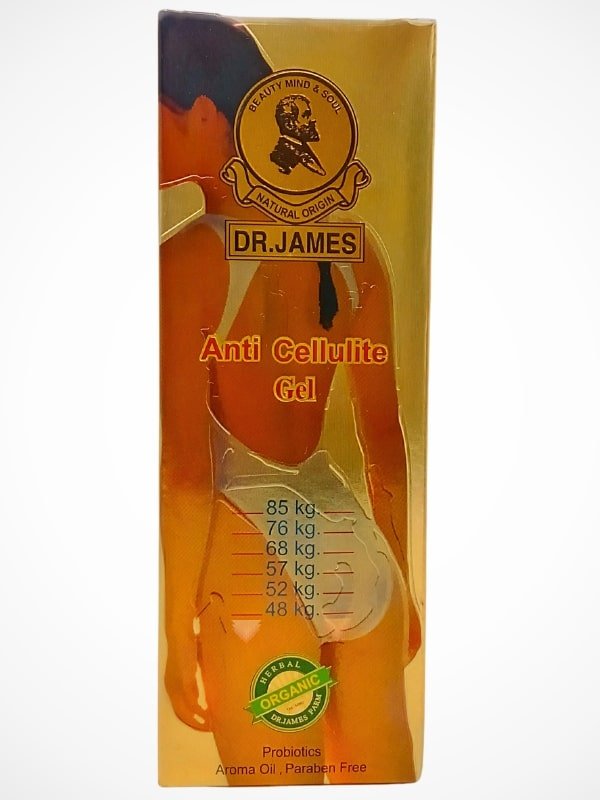 BEAUTY MIND & SOUL
NATURAL ORIGIN
DR.JAMES
Anti Cellulite
Gel
85 kg.
76 kg.
68 kg.
57 kg.
52 kg.
48 kg.
HERBAL
ORGANIC
DR.JAMES FARM
Probiotics
Aroma Oil , Paraben Free